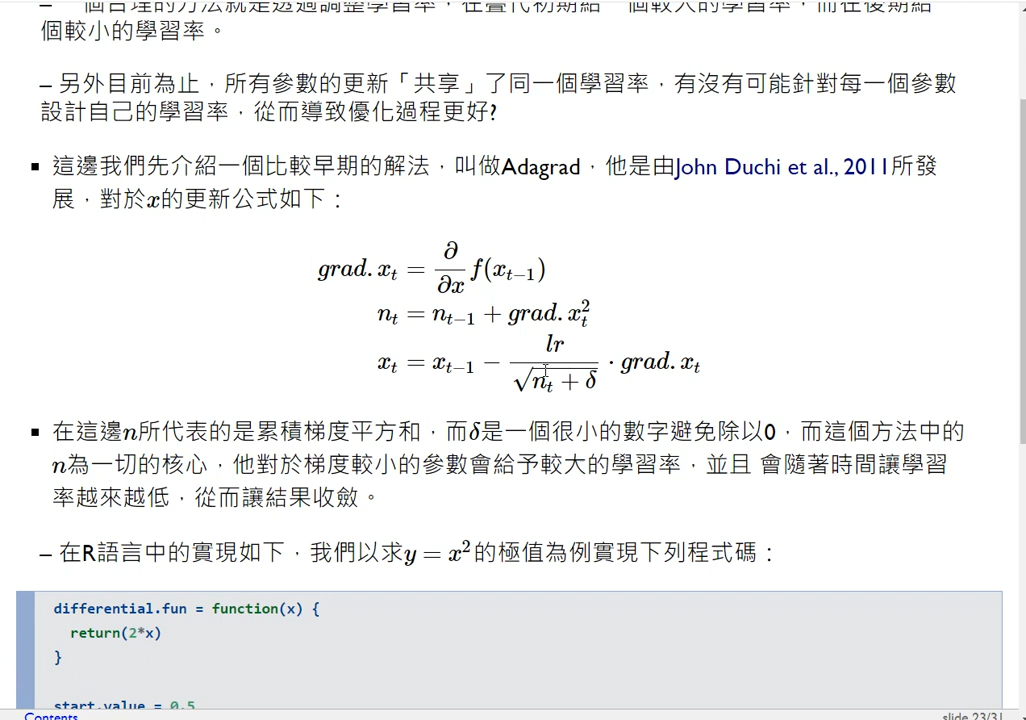 – 一個合理的方法就是透過調整學習率，在疊代初期給一個較大的學習率，而在後期給
個較小的學習率。
– 另外目前為止，所有參數的更新「共享」了同一個學習率，有沒有可能針對每一個參數
設計自己的學習率，從而導致優化過程更好?
▪ 這邊我們先介紹一個比較早期的解法，叫做Adagrad，他是由John Duchi et al., 2011所發
展，對於x的更新公式如下：
grad. x_t = ∂/∂x f(x_{t−1})
n_t = n_{t−1} + grad. x_t^2
x_t = x_{t−1} − lr/√(n_t + δ) · grad. x_t
▪ 在這邊n所代表的是累積梯度平方和，而δ是一個很小的數字避免除以0，而這個方法中的
n為一切的核心，他對於梯度較小的參數會給予較大的學習率，並且 會隨著時間讓學習
率越來越低，從而讓結果收斂。
– 在R語言中的實現如下，我們以求y = x^2的極值為例實現下列程式碼：
differential.fun = function(x) {
return(2*x)
}
start.value = 0.5
Contents
slide 23/31